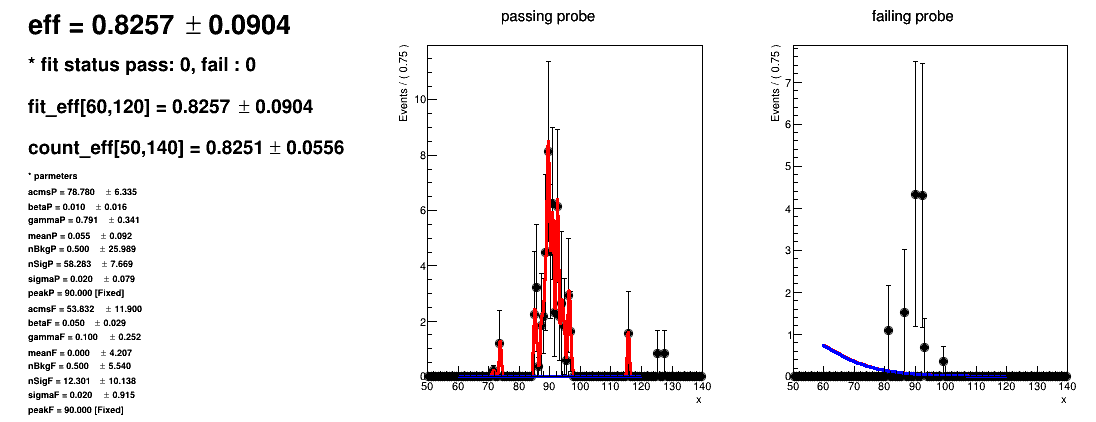 eff = 0.8257 ± 0.0904
* fit status pass: 0, fail : 0
fit_eff[60,120] = 0.8257 ± 0.0904
count_eff[50,140] = 0.8251 ± 0.0556
* parmeters
acmsP = 78.780 ± 6.335
betaP = 0.010 ± 0.016
gammaP = 0.791 ± 0.341
meanP = 0.055 ± 0.092
nBkgP = 0.500 ± 25.989
nSigP = 58.283 ± 7.669
sigmaP = 0.020 ± 0.079
peakP = 90.000 [Fixed]
acmsF = 53.832 ± 11.900
betaF = 0.050 ± 0.029
gammaF = 0.100 ± 0.252
meanF = 0.000 ± 4.207
nBkgF = 0.500 ± 5.540
nSigF = 12.301 ± 10.138
sigmaF = 0.020 ± 0.915
peakF = 90.000 [Fixed]
passing probe
Events / ( 0.75 )
10
8
6
4
2
0
50 60 70 80 90 100 110 120 130 140
x
failing probe
Events / ( 0.75 )
7
6
5
4
3
2
1
0
50 60 70 80 90 100 110 120 130 140
x